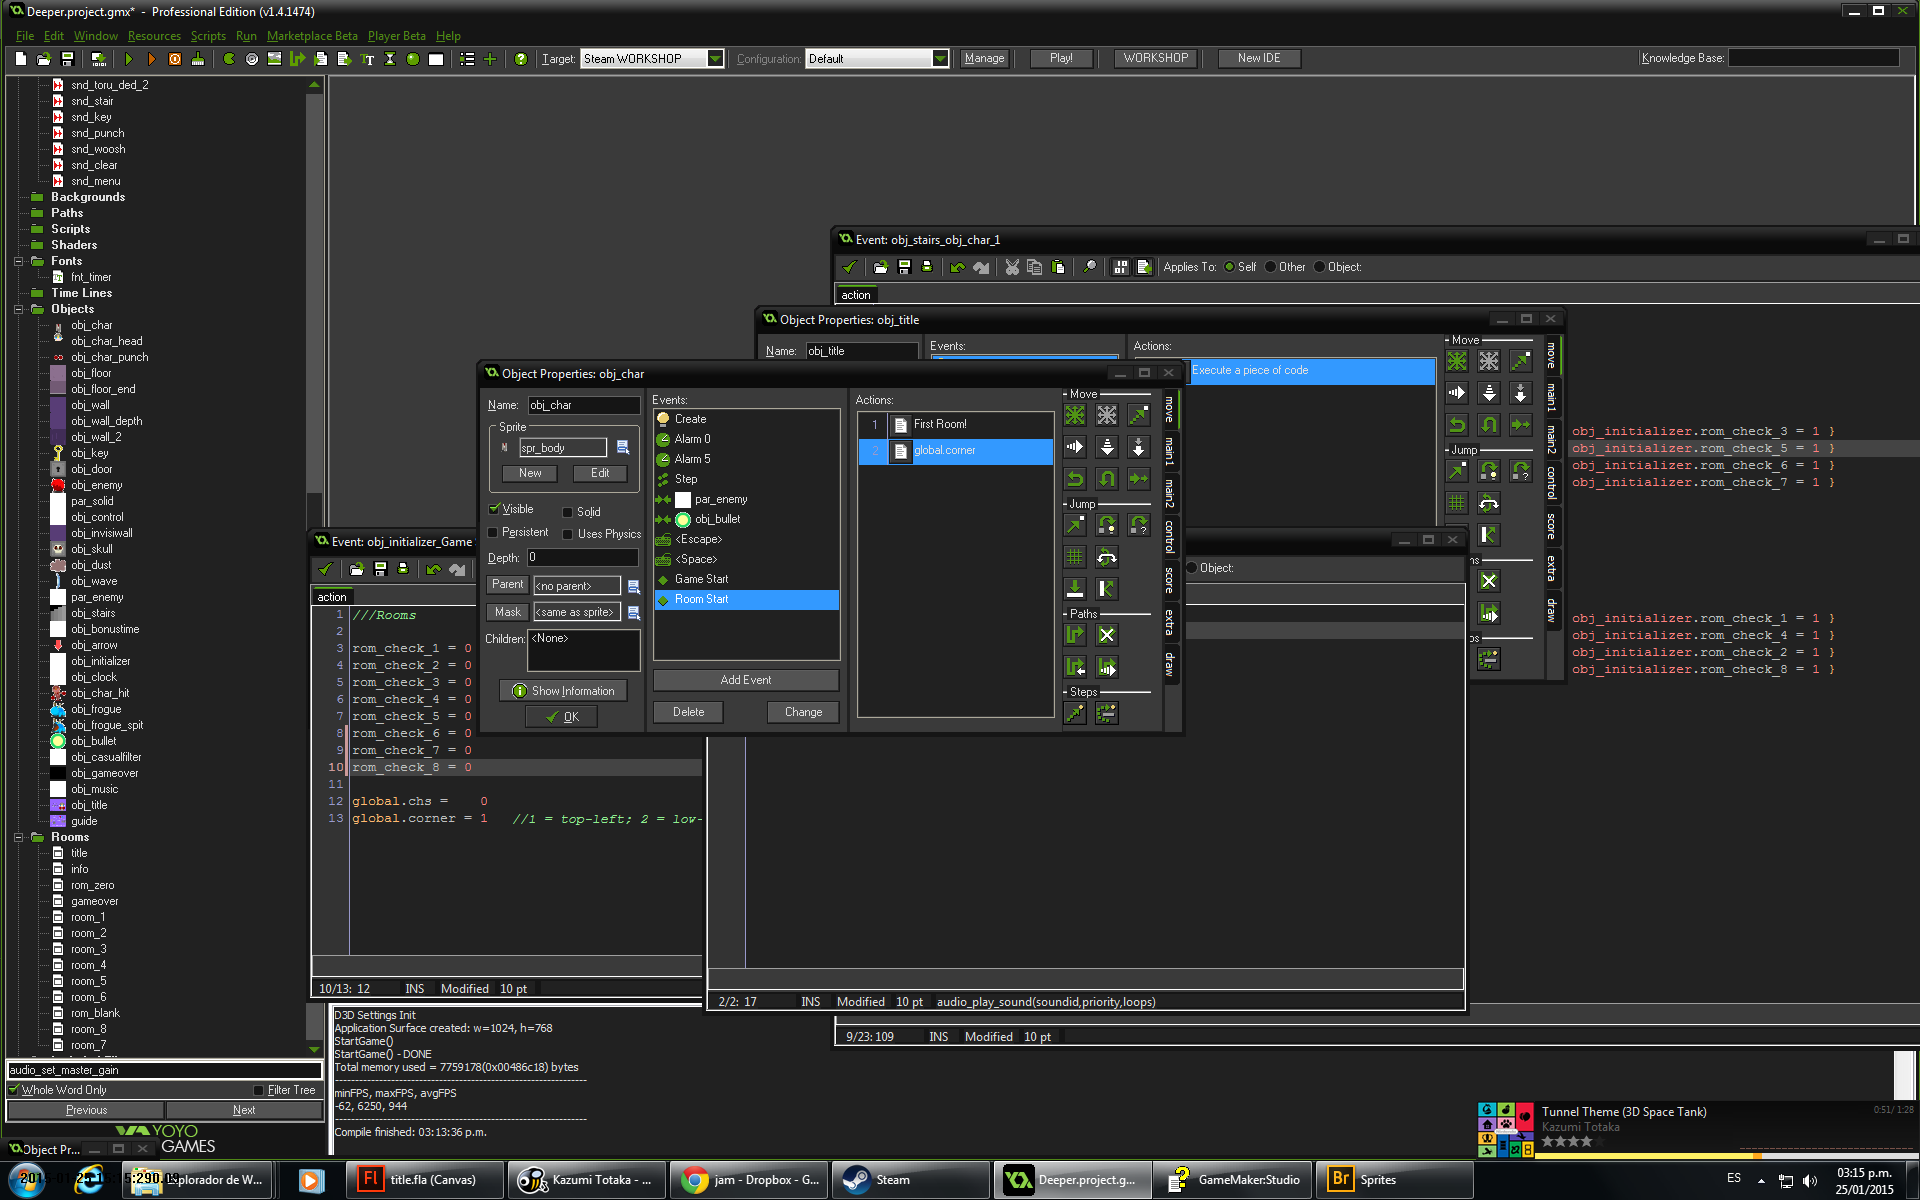 Deeper.project.gmx* - Professional Edition (v1.4.1474)
File Edit Window Resources Scripts Run Marketplace Beta Player Beta Help
Target: Steam WORKSHOP Configuration: Default Manage Play! WORKSHOP New IDE Knowledge Base:
snd_toru_ded_2
snd_stair
snd_key
snd_punch
snd_woosh
snd_clear
snd_menu
Backgrounds
Paths
Scripts
Shaders
Fonts
fnt_timer
Time Lines
Objects
obj_char
obj_char_head
obj_char_punch
obj_floor
obj_floor_end
obj_wall
obj_wall_depth
obj_wall_2
obj_key
obj_door
obj_enemy
par_solid
obj_control
obj_invisiwall
obj_skull
obj_dust
obj_wave
par_enemy
obj_stairs
obj_bonustime
obj_arrow
obj_initializer
obj_clock
obj_char_hit
obj_frogue
obj_frogue_spit
obj_bullet
obj_casualfilter
obj_gameover
obj_music
obj_title
guide
Rooms
title
info
rom_zero
gameover
room_1
room_2
room_3
room_4
room_5
room_6
rom_blank
room_8
room_7
audio_set_master_gain
Whole Word Only Filter Tree
Previous Next
YOYO
GAMES
Object Pr...
Event: obj_stairs_obj_char_1
Applies To: Self Other Object:
action
obj_initializer.rom_check_3 = 1 }
obj_initializer.rom_check_5 = 1 }
obj_initializer.rom_check_6 = 1 }
obj_initializer.rom_check_7 = 1 }
obj_initializer.rom_check_1 = 1 }
obj_initializer.rom_check_4 = 1 }
obj_initializer.rom_check_2 = 1 }
obj_initializer.rom_check_8 = 1 }
9/23: 109 INS Modified 10 pt
Object Properties: obj_title
Name: obj_title Events: Actions:
Execute a piece of code
Move
Jump
move
main1
main2
control
score
extra
draw
Object Properties: obj_char
Name: obj_char
Sprite
spr_body
New Edit
Visible Solid
Persistent Uses Physics
Depth: 0
Parent <no parent>
Mask <same as sprite>
Children: <None>
Show Information
OK
Events:
Create
Alarm 0
Alarm 5
Step
par_enemy
obj_bullet
<Escape>
<Space>
Game Start
Room Start
Add Event
Delete Change
Actions:
1 First Room!
2 global.corner
Move
Jump
Paths
Steps
move
main1
main2
control
score
extra
draw
Object:
2/2: 17 INS Modified 10 pt audio_play_sound(soundid,priority,loops)
Event: obj_initializer_Game
action
1 ///Rooms
2
3 rom_check_1 = 0
4 rom_check_2 = 0
5 rom_check_3 = 0
6 rom_check_4 = 0
7 rom_check_5 = 0
8 rom_check_6 = 0
9 rom_check_7 = 0
10 rom_check_8 = 0
11
12 global.chs = 0
13 global.corner = 1 //1 = top-left; 2 = low-
10/13: 12 INS Modified 10 pt
D3D Settings Init
Application Surface created: w=1024, h=768
StartGame()
StartGame() - DONE
Total memory used = 7759178(0x00486c18) bytes
minFPS, maxFPS, avgFPS
-62, 6250, 944
Compile finished: 03:13:36 p.m.
Tunnel Theme (3D Space Tank) 0:51/ 1:28
Kazumi Totaka
Explorador de W... title.fla (Canvas) Kazumi Totaka - ... jam - Dropbox - G... Steam Deeper.project.g... GameMaker:Studio Sprites
ES 03:15 p.m.
25/01/2015